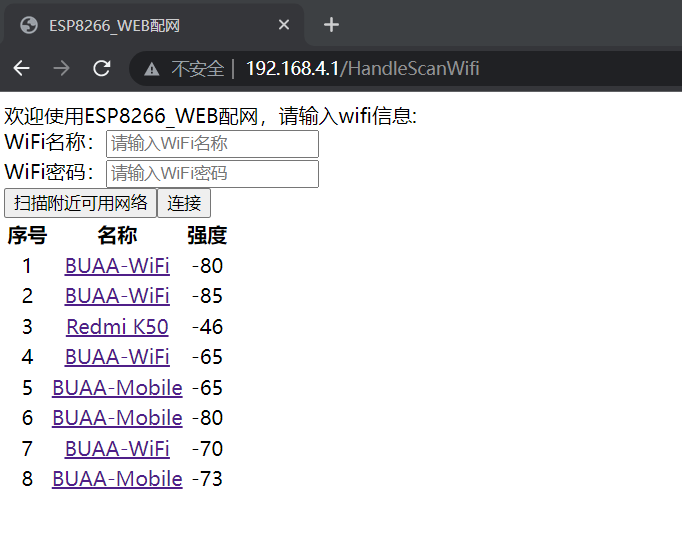 ESP8266_WEB配网
不安全 | 192.168.4.1/HandleScanWifi
欢迎使用ESP8266_WEB配网，请输入wifi信息:
WiFi名称： 请输入WiFi名称
WiFi密码： 请输入WiFi密码
扫描附近可用网络 连接
序号 名称 强度
1 BUAA-WiFi -80
2 BUAA-WiFi -85
3 Redmi K50 -46
4 BUAA-WiFi -65
5 BUAA-Mobile -65
6 BUAA-Mobile -80
7 BUAA-WiFi -70
8 BUAA-Mobile -73